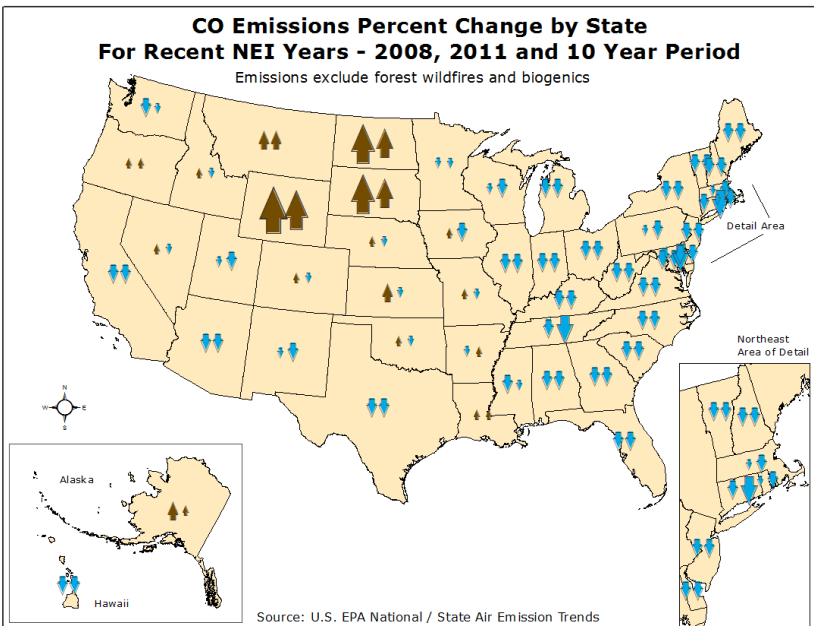 CO Emissions Percent Change by State
For Recent NEI Years - 2008, 2011 and 10 Year Period
Emissions exclude forest wildfires and biogenics
Detail Area
Northeast
Area of Detail
N
W E
S
Alaska
Hawaii
Source: U.S. EPA National / State Air Emission Trends